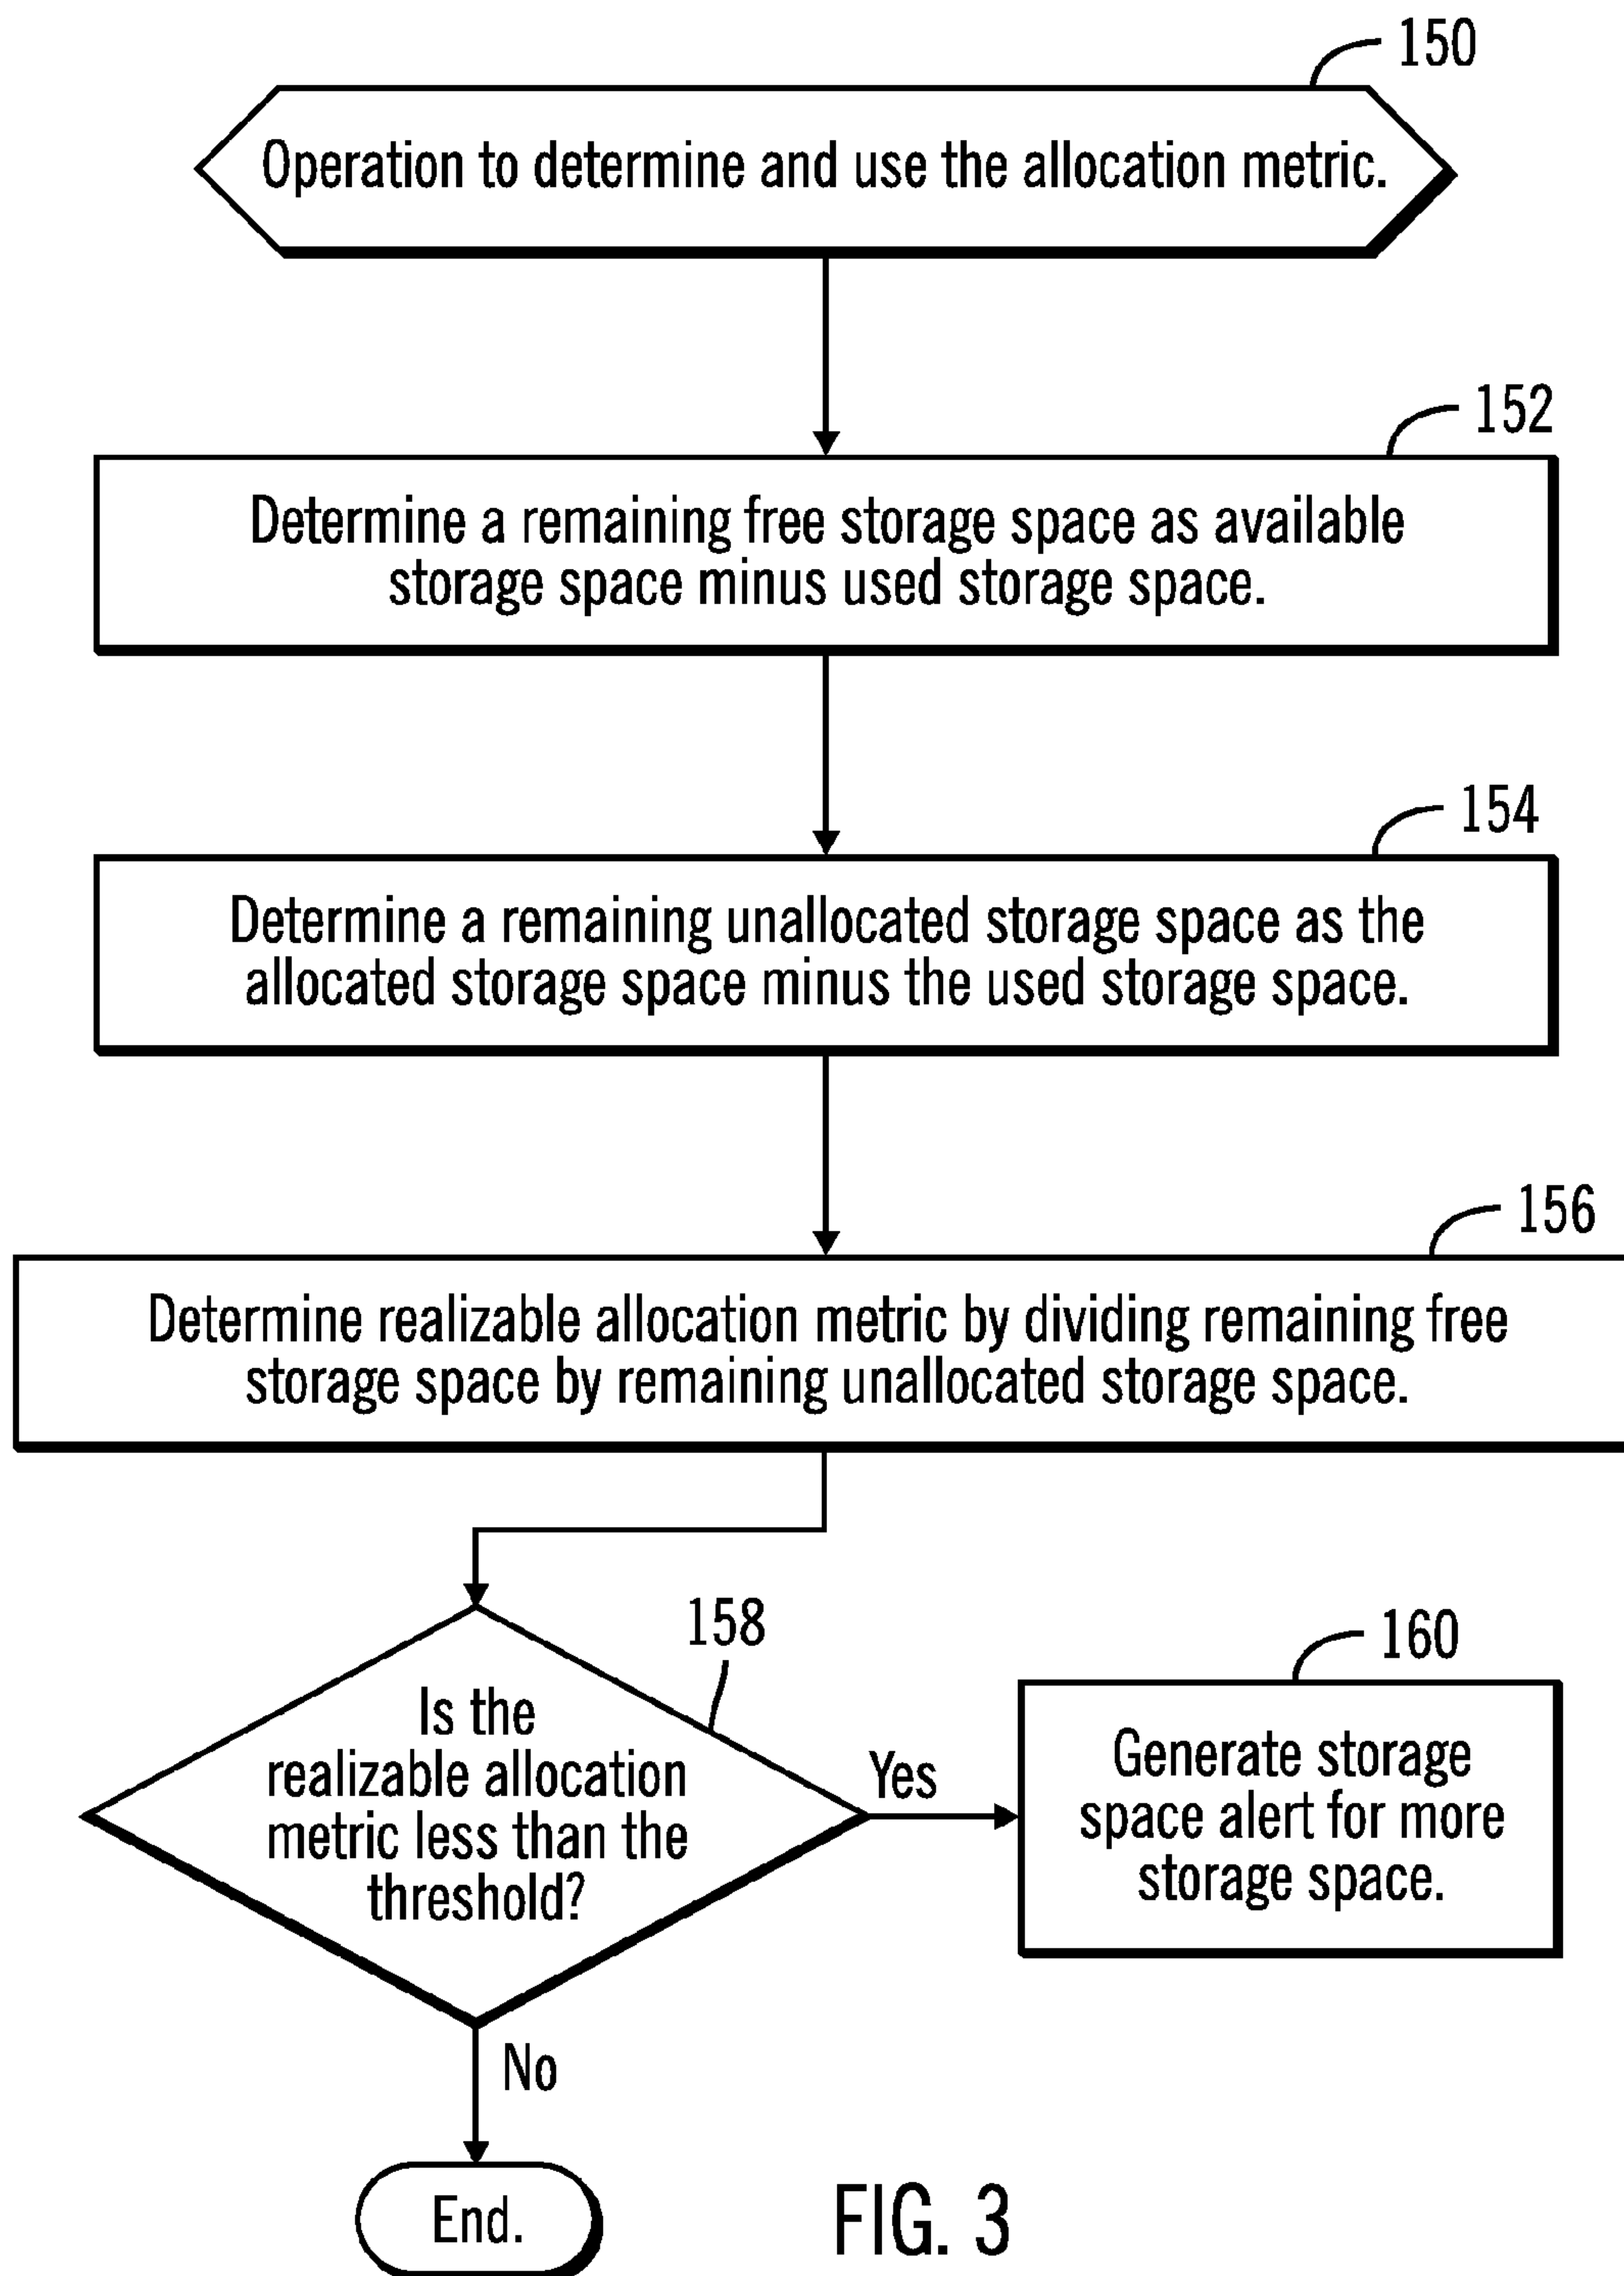 150
Operation to determine and use the allocation metric.
152
Determine a remaining free storage space as available
storage space minus used storage space.
154
Determine a remaining unallocated storage space as the
allocated storage space minus the used storage space.
156
Determine realizable allocation metric by dividing remaining free
storage space by remaining unallocated storage space.
158
Is the
realizable allocation
metric less than the
threshold?
Yes
160
Generate storage
space alert for more
storage space.
No
End.
FIG. 3